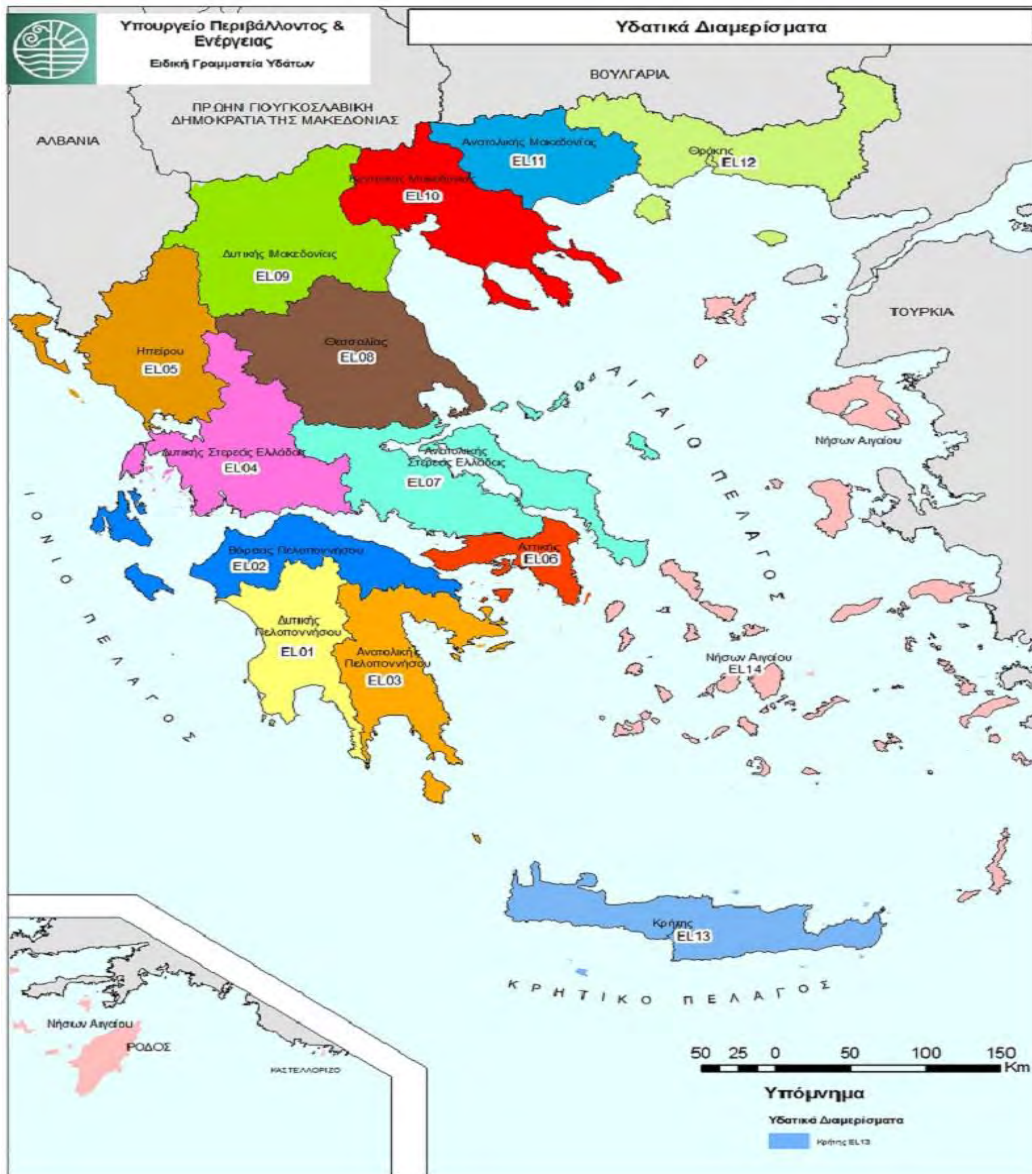 Υπουργείο Περιβάλλοντος &
Ενέργειας
Ειδική Γραμματεία Υδάτων
Υδατικά Διαμερίσματα
ΒΟΥΛΓΑΡΙΑ
ΠΡΩΗΝ ΓΙΟΥΓΚΟΣΛΑΒΙΚΗ
ΔΗΜΟΚΡΑΤΙΑ ΤΗΣ ΜΑΚΕΔΟΝΙΑΣ
ΑΛΒΑΝΙΑ
Ανατολικής Μακεδονίας
EL11
Θράκης
EL12
Κεντρικής Μακεδονίας
EL10
Δυτικής Μακεδονίας
EL09
ΤΟΥΡΚΙΑ
Θεσσαλίας
EL08
Ηπείρου
EL05
ΑΙΓΑΙΟ ΠΕΛΑΓΟΣ
Νήσων Αιγαίου
Δυτικής Στερεάς Ελλάδας
EL04
Ανατολικής
Στερεάς Ελλάδας
EL07
ΙΟΝΙΟ ΠΕΛΑΓΟΣ
Βόρειας Πελοποννήσου
EL02
Αττικής
EL06
Δυτικής
Πελοποννήσου
EL01
Ανατολικής
Πελοποννήσου
EL03
Νήσων Αιγαίου
EL14
Κρήτης
EL13
ΚΡΗΤΙΚΟ ΠΕΛΑΓΟΣ
Νήσων Αιγαίου
ΡΟΔΟΣ
ΚΑΣΤΕΛΛΟΡΙΖΟ
50 25 0 50 100 150
Km
Υπόμνημα
Υδατικά Διαμερίσματα
Κρήτης EL13